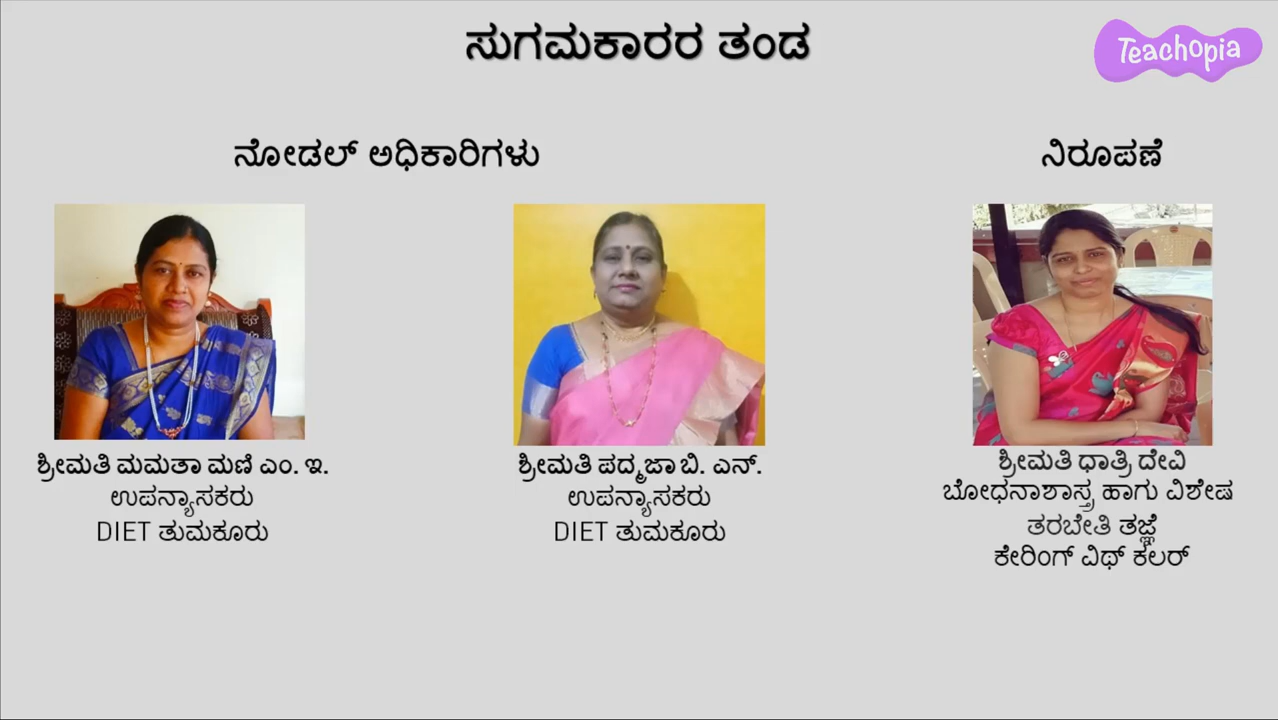 ಸುಗಮಕಾರರ ತಂಡ
Teachopia
ನೋಡಲ್ ಅಧಿಕಾರಿಗಳು
ನಿರೂಪಣೆ
ಶ್ರೀಮತಿ ಮಮತಾ ಮಣಿ ಎಂ. ಇ.
ಉಪನ್ಯಾಸಕರು
DIET ತುಮಕೂರು
ಶ್ರೀಮತಿ ಪದ್ಮಜಾ ಬಿ. ಎನ್.
ಉಪನ್ಯಾಸಕರು
DIET ತುಮಕೂರು
ಶ್ರೀಮತಿ ಧಾತ್ರಿ ದೇವಿ
ಬೋಧನಾಶಾಸ್ತ್ರ ಹಾಗು ವಿಶೇಷ
ತರಬೇತಿ ತಜ್ಞೆ
ಕೇರಿಂಗ್ ವಿಥ್ ಕಲರ್